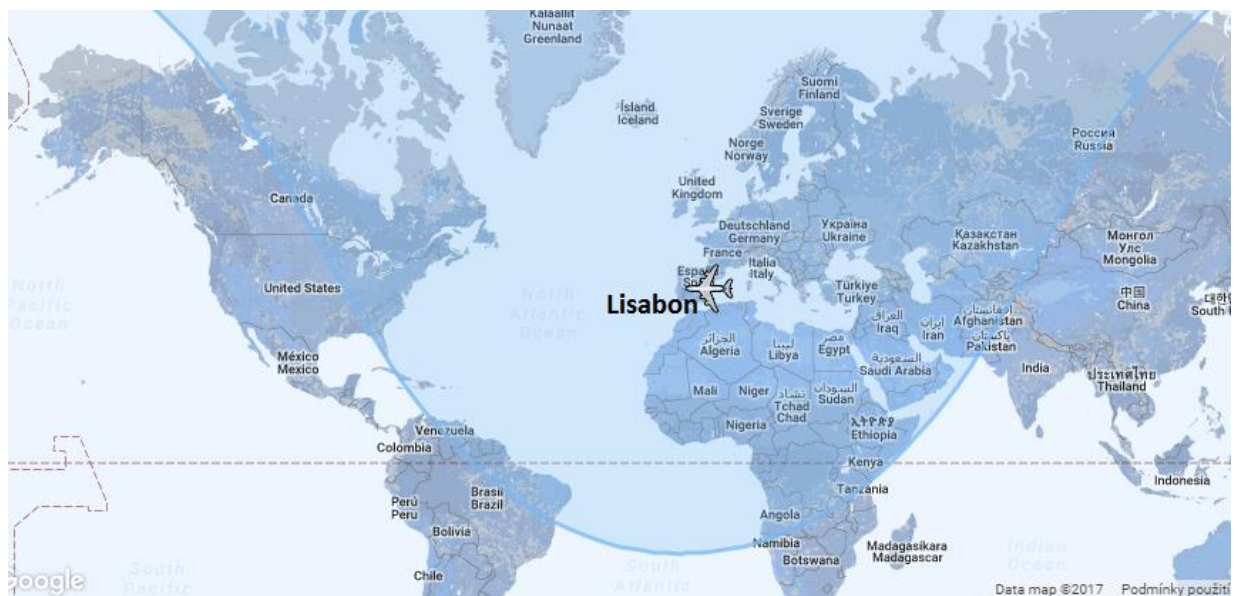 Kalaallit
Nunaat
Greenland
Suomi
Finland
Ísland
Iceland
Sverige
Sweden
Norge
Norway
Россия
Russia
Canada
United
Kingdom
Deutschland
Germany
Україна
Ukraine
Қазақстан
Kazakhstan
Монгол
Улс
Mongolia
France
Italia
Italy
North
Pacific
Ocean
United States
North
Atlantic
Ocean
Lisabon
Türkiye
Turkey
中国
China
South
العراق
Iraq
ایران
Iran
افغانستان
Afghanistan
پاکستان
Pakistan
الجزائر
Algeria
ليبيا
Libya
مصر
Egypt
السعودية
Saudi Arabia
México
Mexico
India
ประเทศไทย
Thailand
Mali
Niger
تشاد
Tchad
Chad
السودان
Sudan
Nigeria
ኢትዮጵያ
Ethiopia
Venezuela
Colombia
Kenya
Indonesia
Tanzania
Perú
Peru
Brasil
Brazil
Bolivia
Angola
Namibia
Botswana
Madagasikara
Madagascar
Chile
South
Pacific
South
Atlantic
Indian
Ocean
Google
Data map ©2017 Podmínky použití